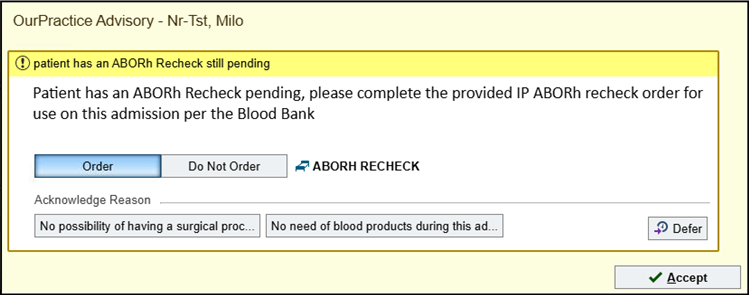 OurPractice Advisory - Nr-Tst, Milo
patient has an ABORh Recheck still pending
Patient has an ABORh Recheck pending, please complete the provided IP ABORh recheck order for
use on this admission per the Blood Bank
Order Do Not Order ABORH RECHECK
Acknowledge Reason
No possibility of having a surgical proc... No need of blood products during this ad... Defer
Accept